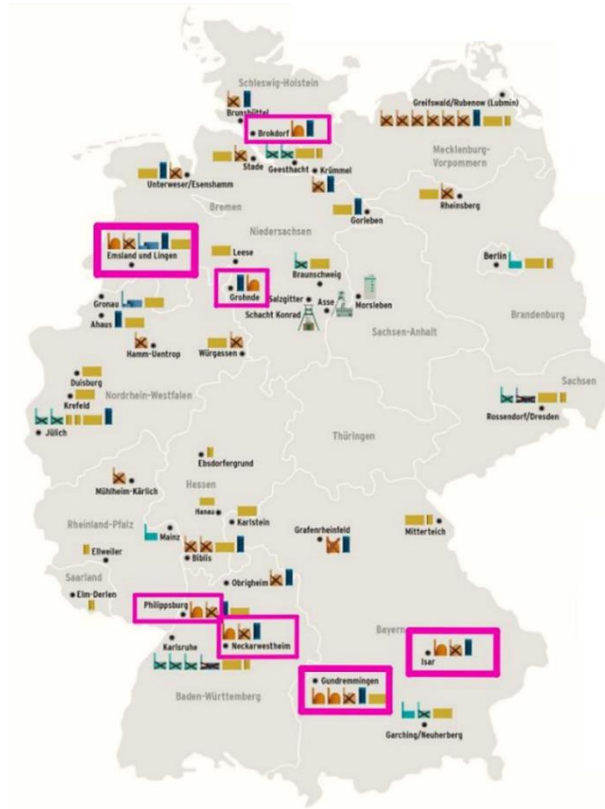 Schleswig-Holstein
Greifswald/Rubenow (Lubmin)
Brunsbüttel
Brokdorf
Mecklenburg-
Vorpommern
Stade
Geesthacht
Krümmel
Unterweser/Esenshamm
Rheinsberg
Bremen
Gorleben
Niedersachsen
Leese
Emsland und Lingen
Braunschweig
Berlin
Grohnde
Salzgitter
Asse
Morsleben
Gronau
Schacht Konrad
Brandenburg
Ahaus
Sachsen-Anhalt
Hamm-Uentrop
Würgassen
Duisburg
Sachsen
Krefeld
Nordrhein-Westfalen
Rossendorf/Dresden
Jülich
Thüringen
Ebsdorfergrund
Mühlheim-Kärlich
Hessen
Hanau
Rheinland-Pfalz
Karlstein
Mitterteich
Mainz
Grafenrheinfeld
Ellweiler
Biblis
Saarland
Obrigheim
Elm-Derlen
Philippsburg
Bayern
Karlsruhe
Neckarwestheim
Isar
Gundremmingen
Baden-Württemberg
Garching/Neuherberg